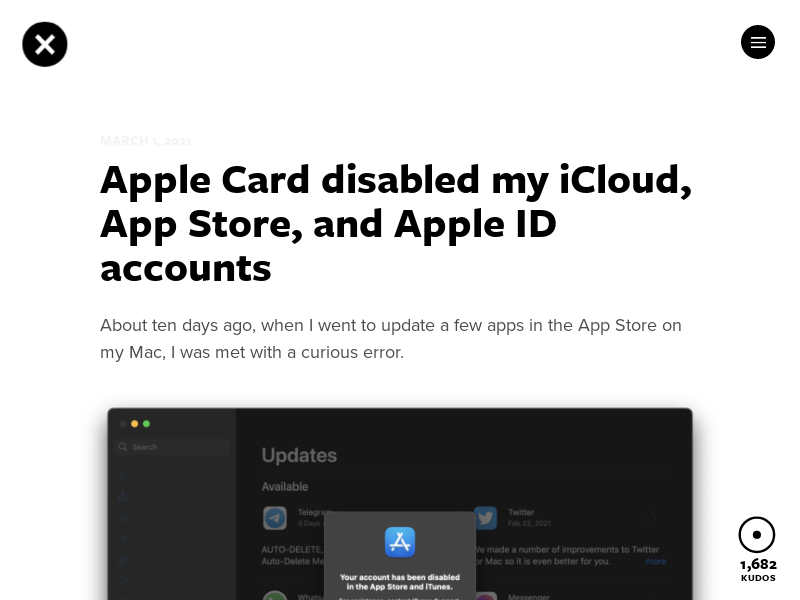 MARCH 1, 2021
Apple Card disabled my iCloud,
App Store, and Apple ID
accounts
About ten days ago, when I went to update a few apps in the App Store on
my Mac, I was met with a curious error.
Search
Updates
Available
Telegram
3 Days
Twitter
Feb 22, 2021
AUTO-DELETE,
Auto-Delete Me
We made a number of improvements to Twitter
or Mac so it is even better for you.
more
Your account has been disabled
in the App Store and iTunes.
Whats
Messenger
1,682
KUDOS